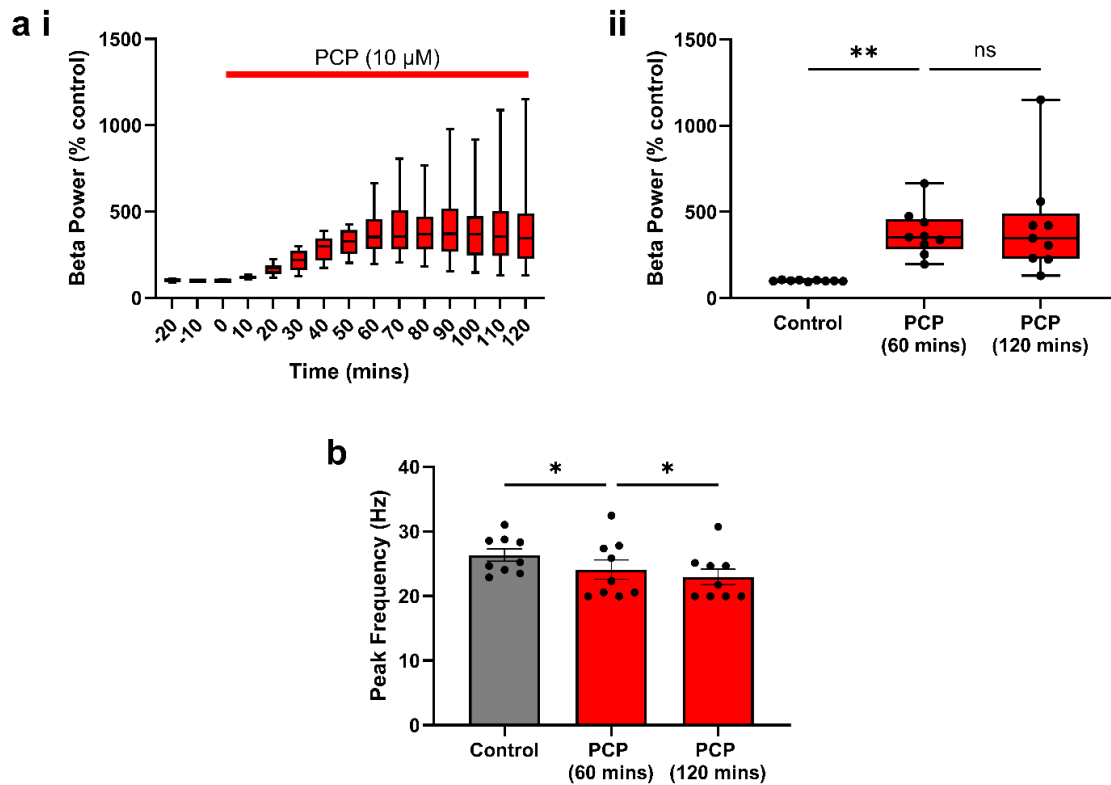 a i
1500
1000
500
0
Beta Power (% control)
PCP (10 μM)
-20 -10 0 10 20 30 40 50 60 70 80 90 100 110 120
Time (mins)
ii
1500
1000
500
0
Beta Power (% control)
** ns
Control
PCP
(60 mins)
PCP
(120 mins)
b
40
30
20
10
0
Peak Frequency (Hz)
* *
Control
PCP
(60 mins)
PCP
(120 mins)